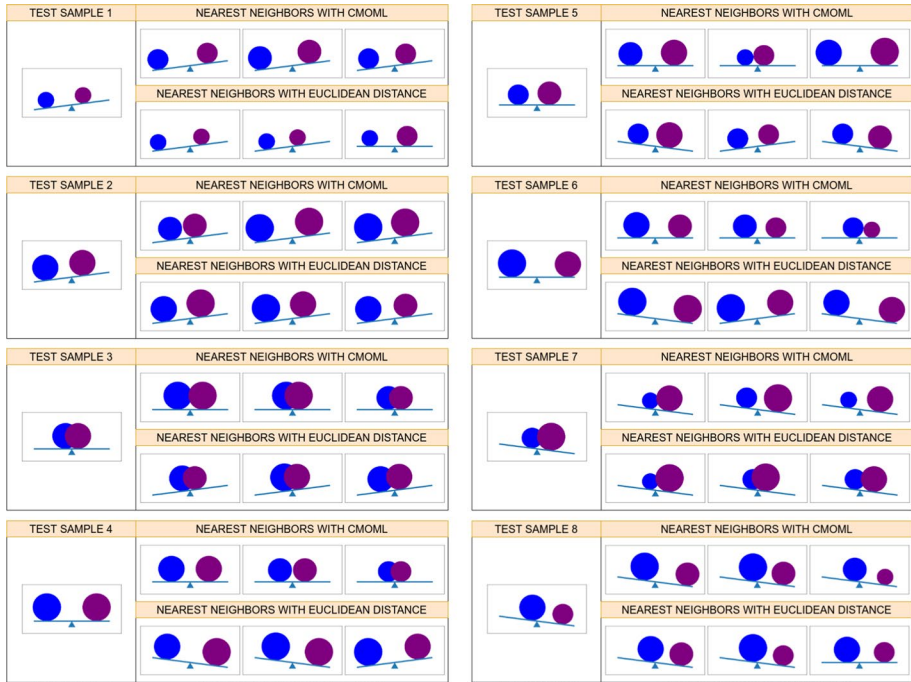 TEST SAMPLE 1
NEAREST NEIGHBORS WITH CMOML
NEAREST NEIGHBORS WITH EUCLIDEAN DISTANCE
TEST SAMPLE 5
NEAREST NEIGHBORS WITH CMOML
NEAREST NEIGHBORS WITH EUCLIDEAN DISTANCE
TEST SAMPLE 2
NEAREST NEIGHBORS WITH CMOML
NEAREST NEIGHBORS WITH EUCLIDEAN DISTANCE
TEST SAMPLE 6
NEAREST NEIGHBORS WITH CMOML
NEAREST NEIGHBORS WITH EUCLIDEAN DISTANCE
TEST SAMPLE 3
NEAREST NEIGHBORS WITH CMOML
NEAREST NEIGHBORS WITH EUCLIDEAN DISTANCE
TEST SAMPLE 7
NEAREST NEIGHBORS WITH CMOML
NEAREST NEIGHBORS WITH EUCLIDEAN DISTANCE
TEST SAMPLE 4
NEAREST NEIGHBORS WITH CMOML
NEAREST NEIGHBORS WITH EUCLIDEAN DISTANCE
TEST SAMPLE 8
NEAREST NEIGHBORS WITH CMOML
NEAREST NEIGHBORS WITH EUCLIDEAN DISTANCE